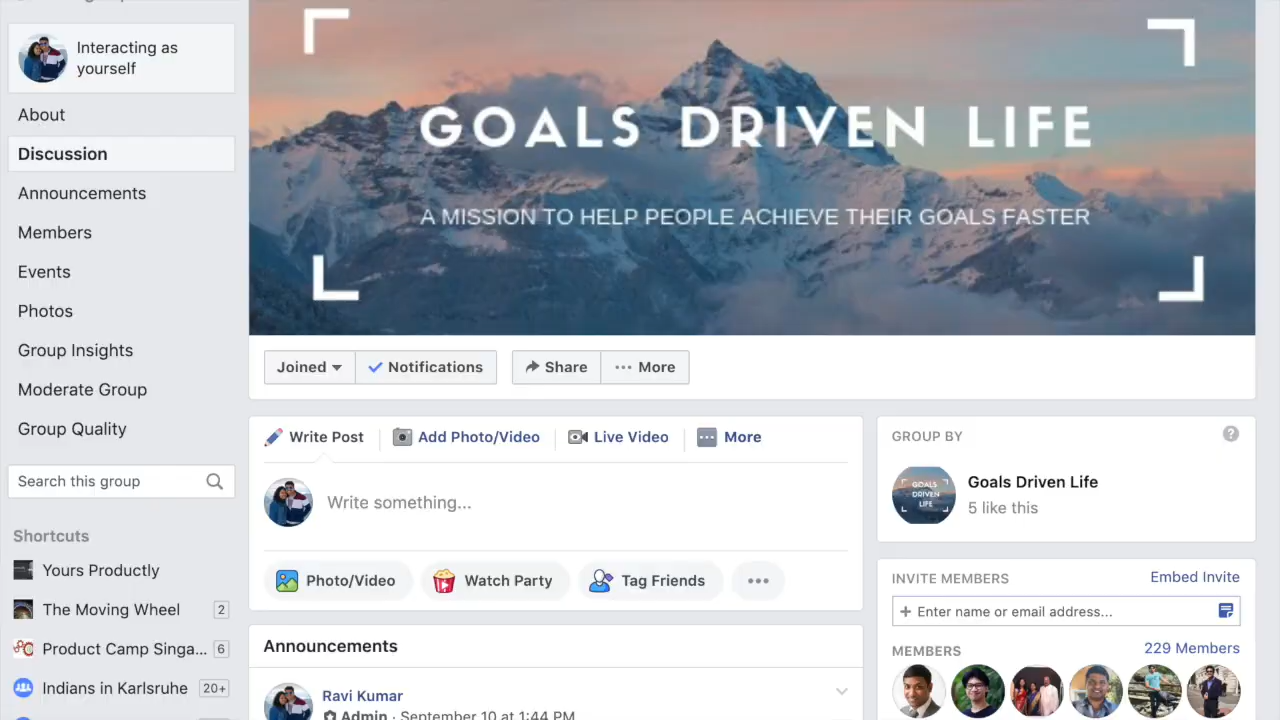 Interacting as
yourself
About
Discussion
Announcements
Members
Events
Photos
Group Insights
Moderate Group
Group Quality
Search this group
Shortcuts
Yours Productly
The Moving Wheel 2
Product Camp Singa... 6
Indians in Karlsruhe 20+
GOALS DRIVEN LIFE
A MISSION TO HELP PEOPLE ACHIEVE THEIR GOALS FASTER
Joined Notifications Share More
Write Post Add Photo/Video Live Video More
Write something...
Photo/Video Watch Party Tag Friends
Announcements
Ravi Kumar
Admin · September 10 at 1:44 PM
GROUP BY ?
GOALS
DRIVEN
LIFE
Goals Driven Life
5 like this
INVITE MEMBERS Embed Invite
+ Enter name or email address...
MEMBERS 229 Members